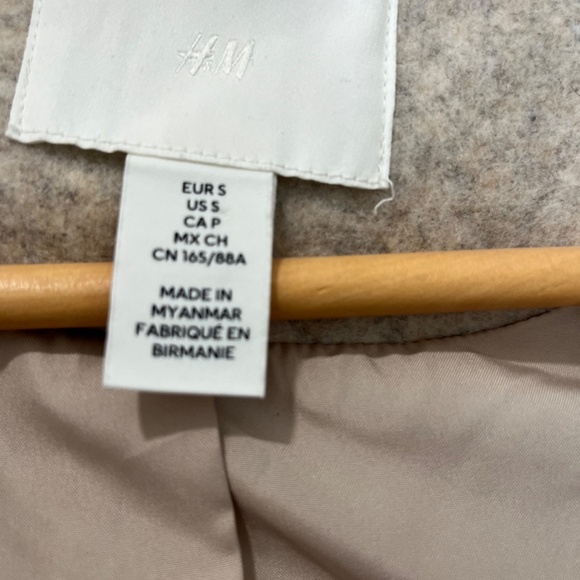 H&M
EUR S
US S
CA P
MX CH
CN 165/88A
MADE IN
MYANMAR
FABRIQUÉ EN
BIRMANIE